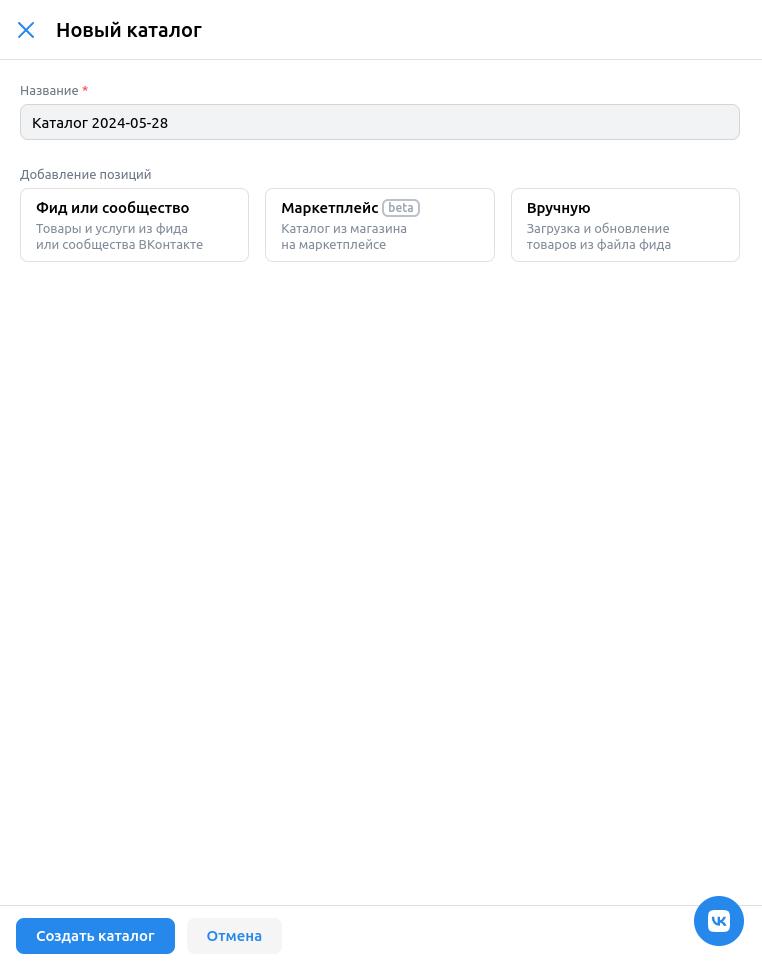 Новый каталог
Название *
Каталог 2024-05-28
Добавление позиций
Фид или сообщество
Товары и услуги из фида
или сообщества ВКонтакте
Маркетплейс beta
Каталог из магазина
на маркетплейсе
Вручную
Загрузка и обновление
товаров из файла фида
Создать каталог
Отмена